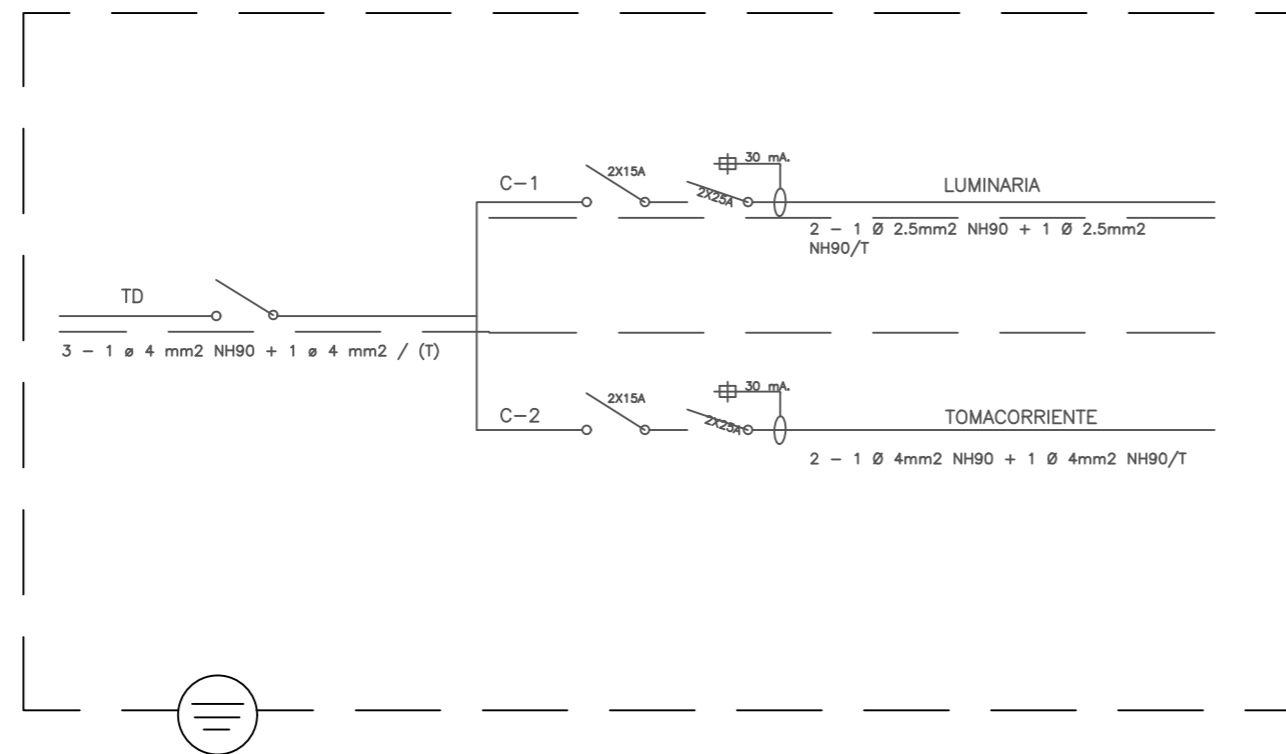 C-1
2X15A
2X25A
30 mA.
LUMINARIA
2 - 1 Ø 2.5mm2 NH90 + 1 Ø 2.5mm2
NH90/T
TD
3 - 1 ø 4 mm2 NH90 + 1 ø 4 mm2 / (T)
C-2
2X15A
2X25A
30 mA.
TOMACORRIENTE
2 - 1 Ø 4mm2 NH90 + 1 Ø 4mm2 NH90/T